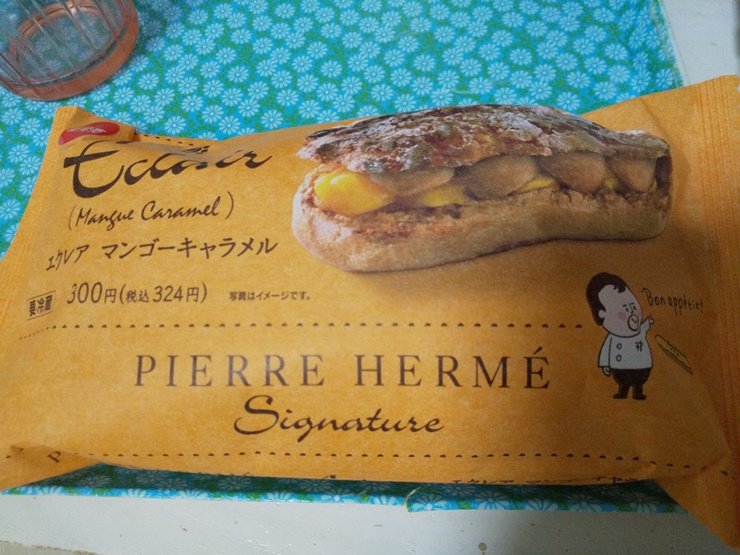 Éclair
(Mangue Caramel)
エクレア マンゴーキャラメル
300円(税込324円) 写真はイメージです。
Bon appétit!
PIERRE HERMÉ
Signature